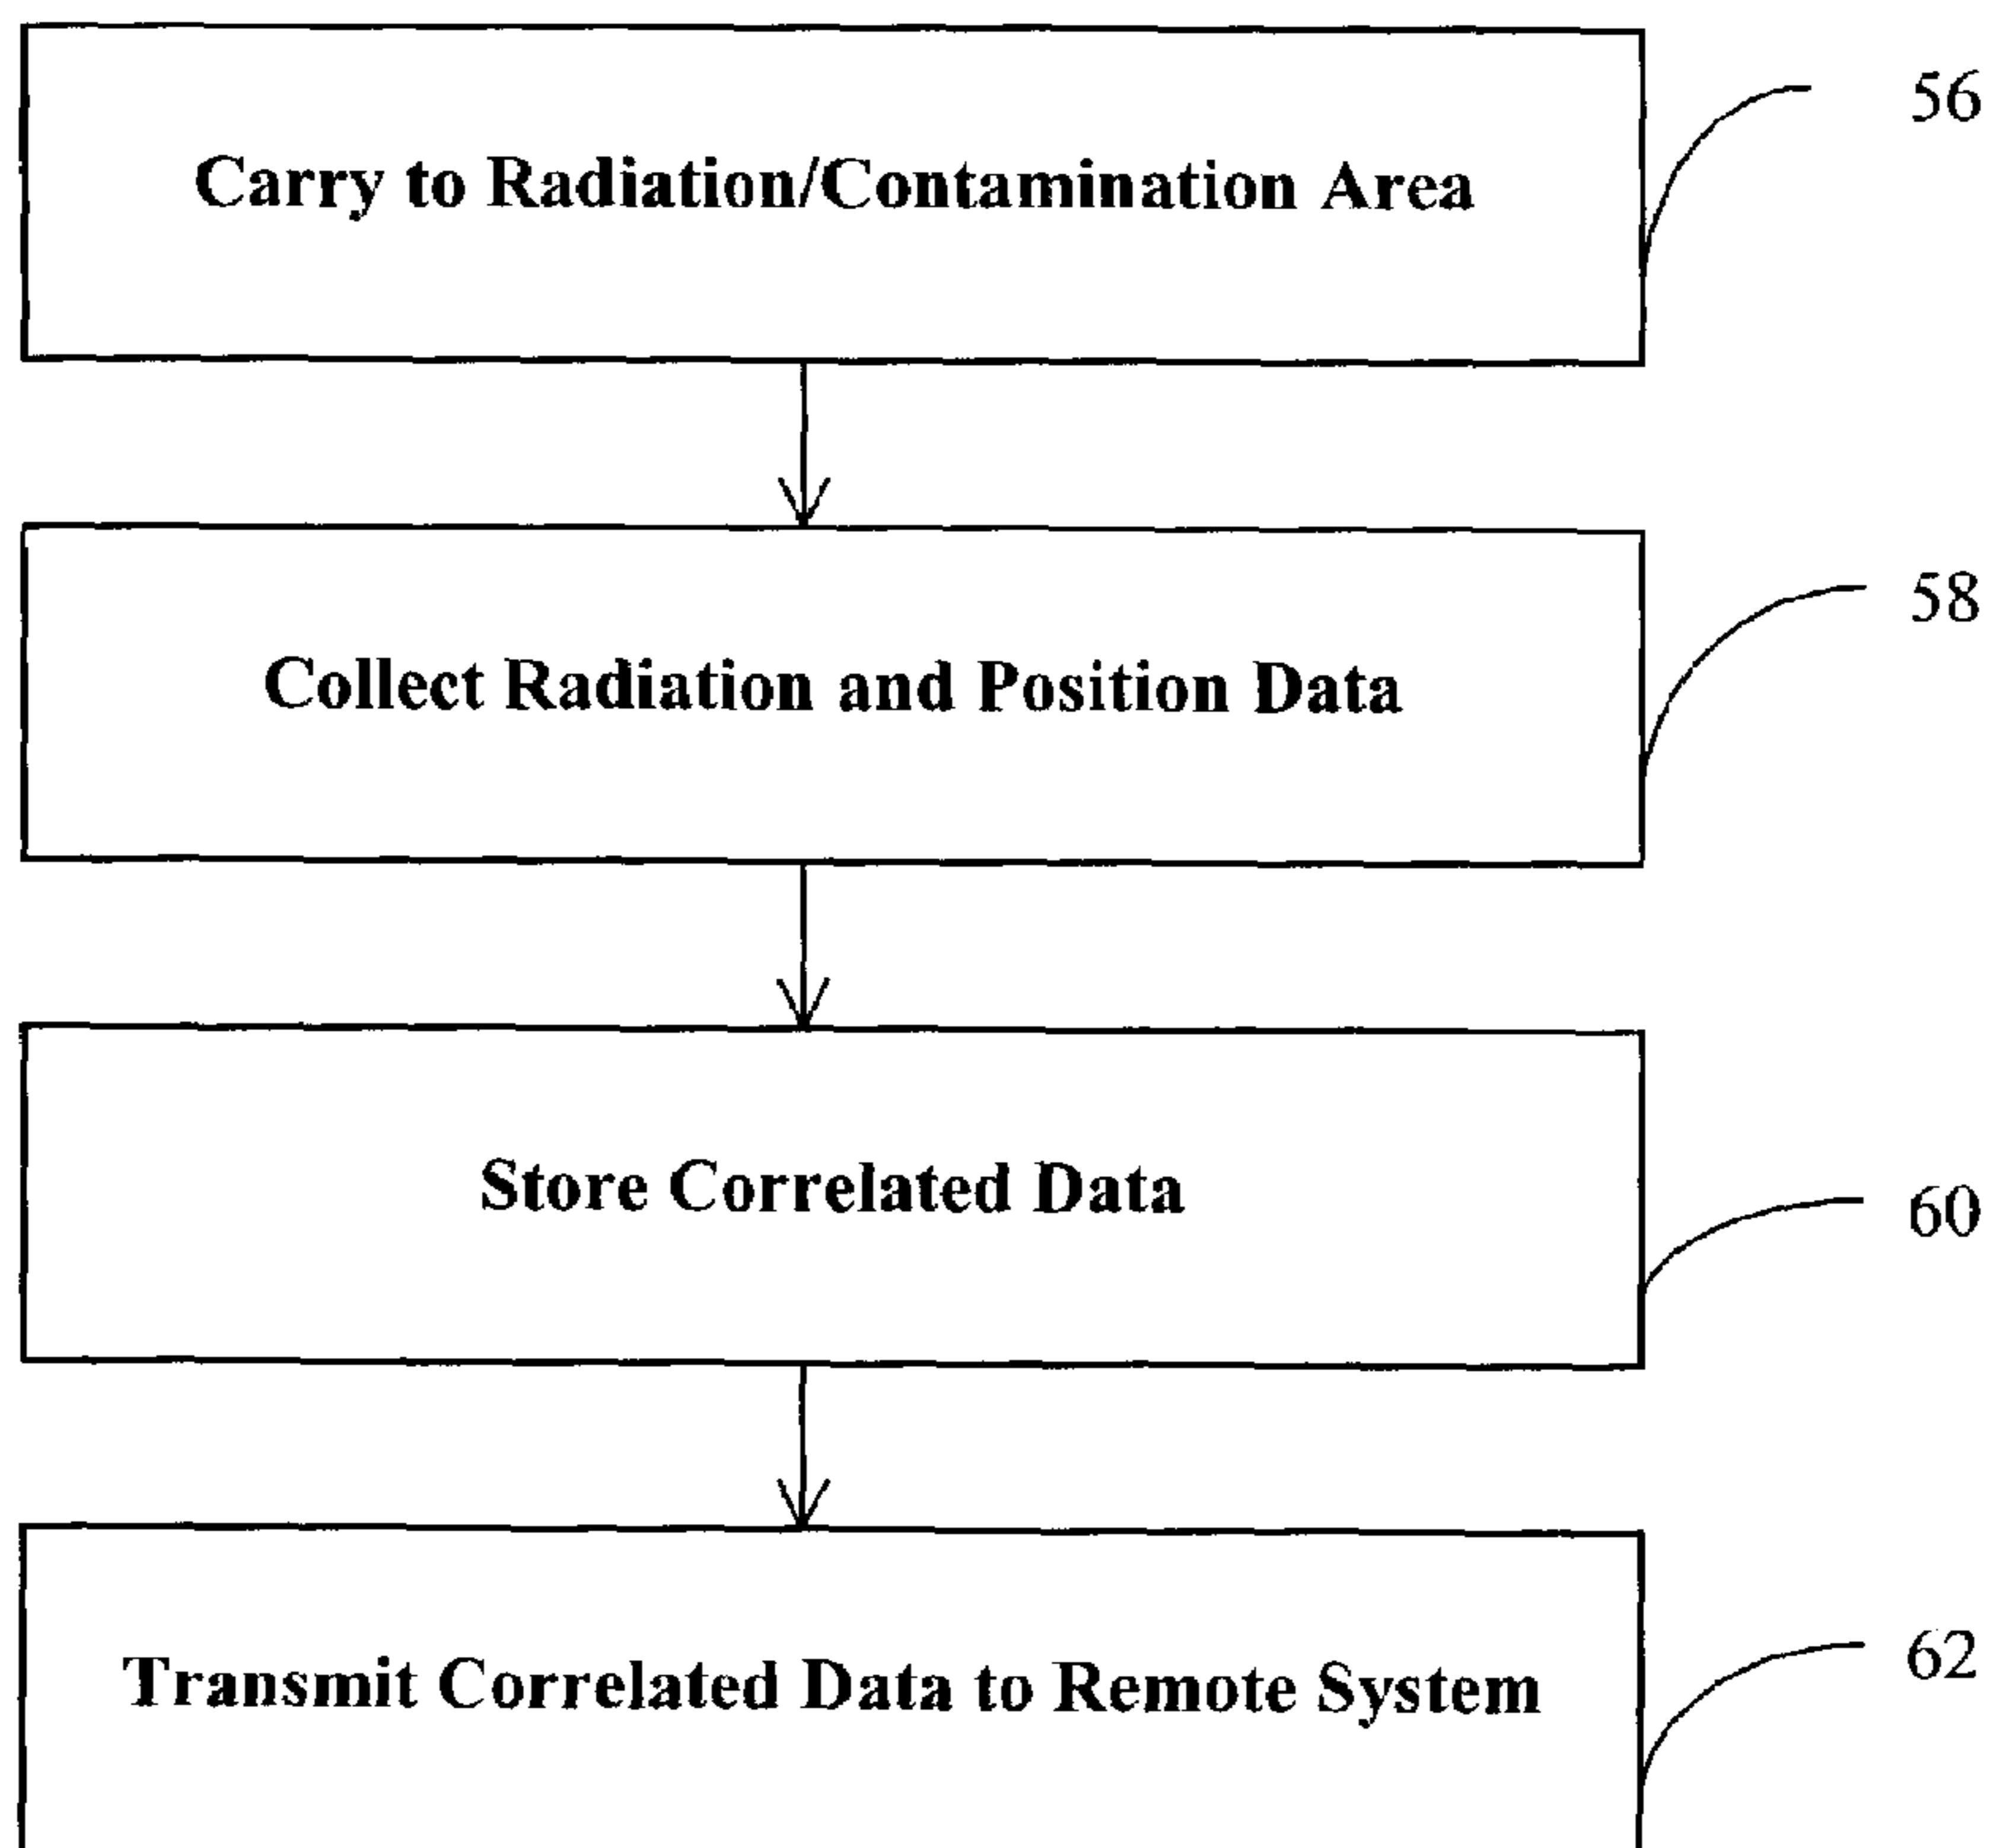 Carry to Radiation/Contamination Area
56
Collect Radiation and Position Data
58
Store Correlated Data
60
Transmit Correlated Data to Remote System
62